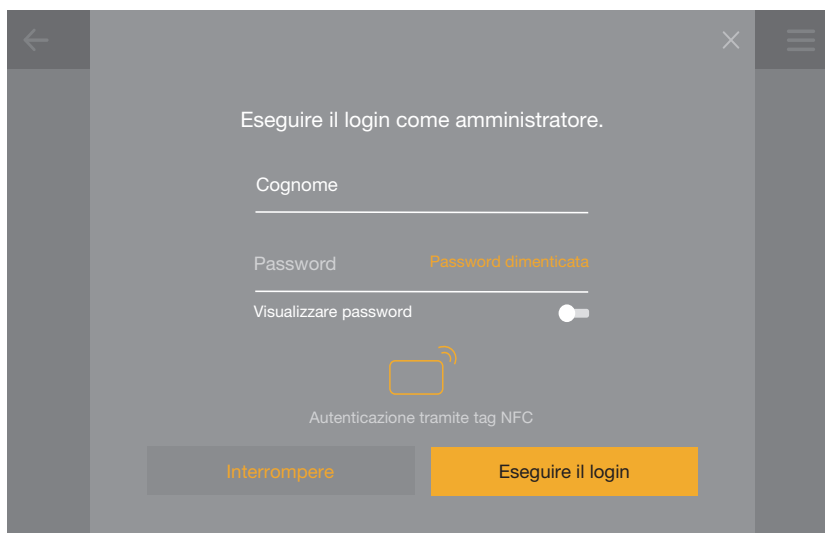 Eseguire il login come amministratore.
Cognome
Password Password dimenticata
Visualizzare password
Autenticazione tramite tag NFC
Interrompere Eseguire il login